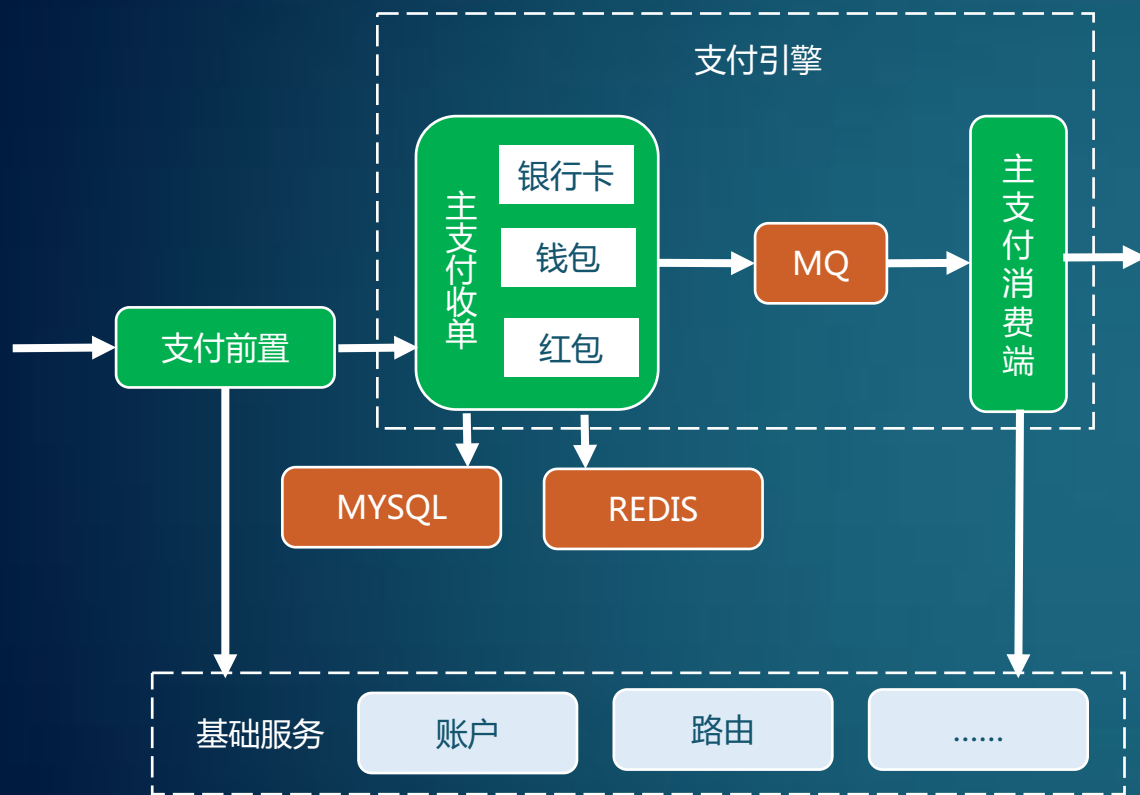 支付引擎
主支付收单
银行卡
钱包
红包
MQ
主支付消费端
支付前置
MYSQL
REDIS
基础服务
账户
路由
......